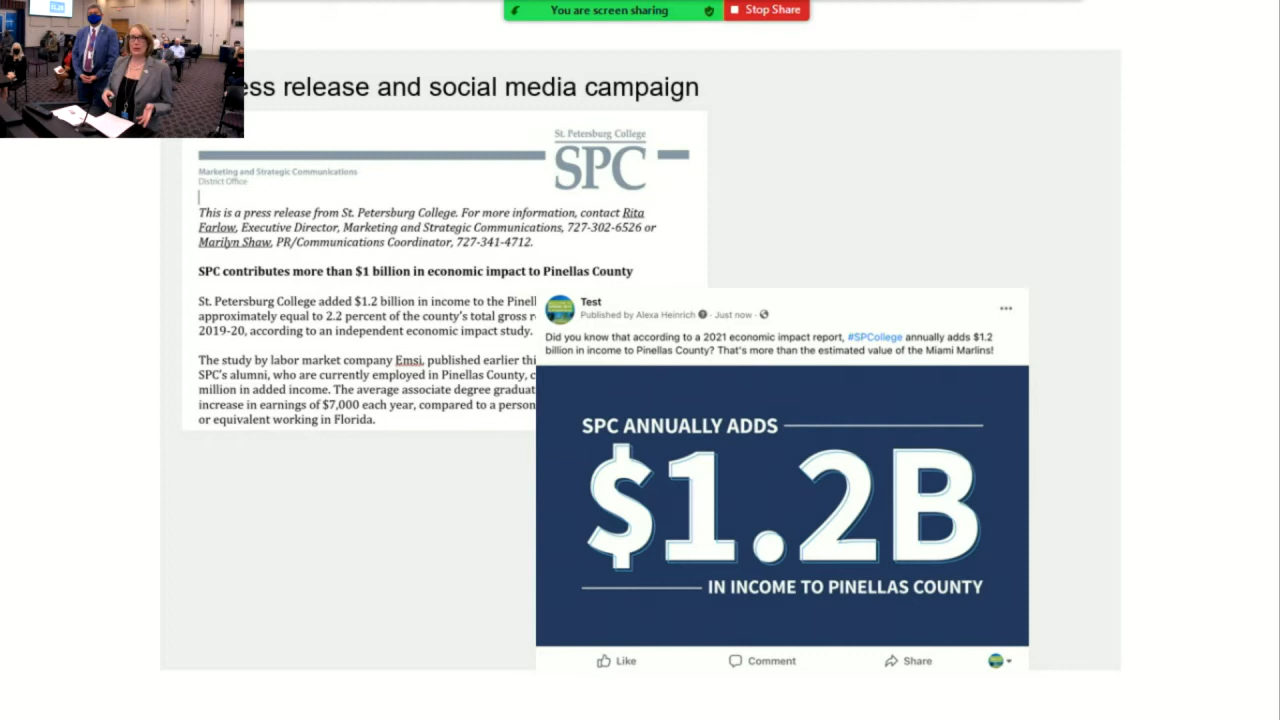 You are screen sharing
Stop Share
ess release and social media campaign
St. Petersburg College
SPC
Marketing and Strategic Communications
District Office
This is a press release from St. Petersburg College. For more information, contact Rita
Farlow, Executive Director, Marketing and Strategic Communications, 727-302-6526 or
Marilyn Shaw, PR/Communications Coordinator, 727-341-4712.
SPC contributes more than $1 billion in economic impact to Pinellas County
St. Petersburg College added $1.2 billion in income to the Pinell
approximately equal to 2.2 percent of the county's total gross r
2019-20, according to an independent economic impact study.
The study by labor market company Emsi, published earlier thi
SPC's alumni, who are currently employed in Pinellas County, c
million in added income. The average associate degree graduat
increase in earnings of $7,000 each year, compared to a person
or equivalent working in Florida.
Test
Published by Alexa Heinrich · Just now ·
Did you know that according to a 2021 economic impact report, #SPCollege annually adds $1.2
billion in income to Pinellas County? That's more than the estimated value of the Miami Marlins!
SPC ANNUALLY ADDS
$1.2B
IN INCOME TO PINELLAS COUNTY
Like
Comment
Share